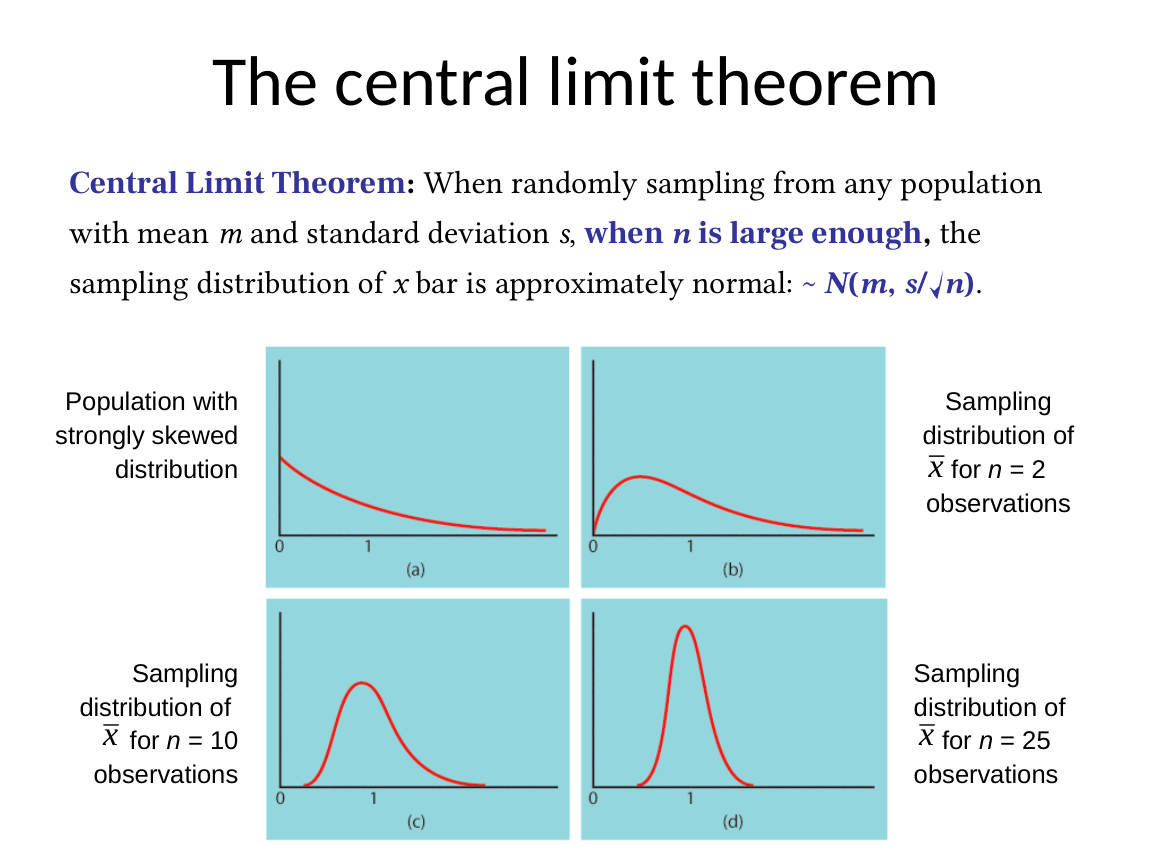 The central limit theorem
Central Limit Theorem: When randomly sampling from any population
with mean m and standard deviation s, when n is large enough, the
sampling distribution of x bar is approximately normal: ~ N(m, s/√n).
Population with
strongly skewed
distribution
0 1
(a)
0 1
(b)
Sampling
distribution of
x̅ for n = 2
observations
Sampling
distribution of
x̅ for n = 10
observations
0 1
(c)
0 1
(d)
Sampling
distribution of
x̅ for n = 25
observations